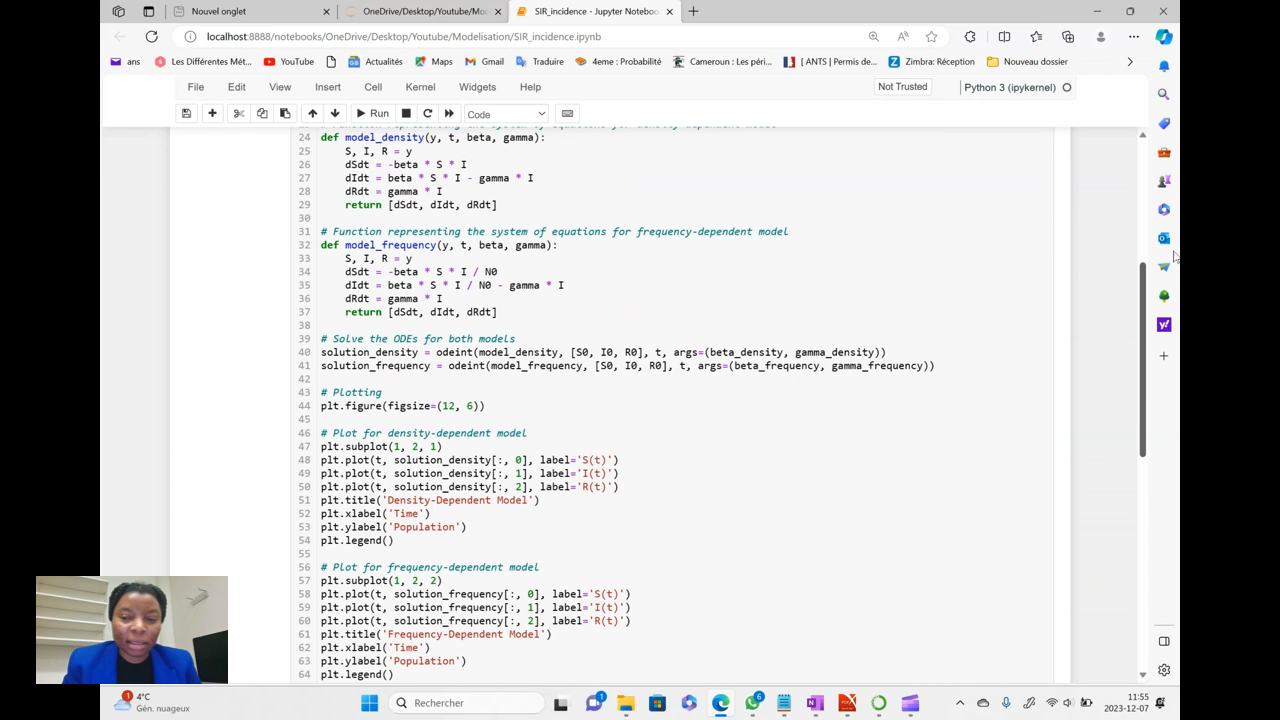 Nouvel onglet
OneDrive/Desktop/Youtube/Moc
SIR_incidence - Jupyter Noteboo
localhost:8888/notebooks/OneDrive/Desktop/Youtube/Modelisation/SIR_incidence.ipynb
ans
Les Différentes Mét...
YouTube
Actualités
Maps
Gmail
Traduire
4eme : Probabilité
Cameroun : Les péri...
[ ANTS ] Permis de...
Zimbra: Réception
Nouveau dossier
File Edit View Insert Cell Kernel Widgets Help
Not Trusted
Python 3 (ipykernel)
Run
Code
24 def model_density(y, t, beta, gamma):
25 S, I, R = y
26 dSdt = -beta * S * I
27 dIdt = beta * S * I - gamma * I
28 dRdt = gamma * I
29 return [dSdt, dIdt, dRdt]
30
31 # Function representing the system of equations for frequency-dependent model
32 def model_frequency(y, t, beta, gamma):
33 S, I, R = y
34 dSdt = -beta * S * I / N0
35 dIdt = beta * S * I / N0 - gamma * I
36 dRdt = gamma * I
37 return [dSdt, dIdt, dRdt]
38
39 # Solve the ODEs for both models
40 solution_density = odeint(model_density, [S0, I0, R0], t, args=(beta_density, gamma_density))
41 solution_frequency = odeint(model_frequency, [S0, I0, R0], t, args=(beta_frequency, gamma_frequency))
42
43 # Plotting
44 plt.figure(figsize=(12, 6))
45
46 # Plot for density-dependent model
47 plt.subplot(1, 2, 1)
48 plt.plot(t, solution_density[:, 0], label='S(t)')
49 plt.plot(t, solution_density[:, 1], label='I(t)')
50 plt.plot(t, solution_density[:, 2], label='R(t)')
51 plt.title('Density-Dependent Model')
52 plt.xlabel('Time')
53 plt.ylabel('Population')
54 plt.legend()
55
56 # Plot for frequency-dependent model
57 plt.subplot(1, 2, 2)
58 plt.plot(t, solution_frequency[:, 0], label='S(t)')
59 plt.plot(t, solution_frequency[:, 1], label='I(t)')
60 plt.plot(t, solution_frequency[:, 2], label='R(t)')
61 plt.title('Frequency-Dependent Model')
62 plt.xlabel('Time')
63 plt.ylabel('Population')
64 plt.legend()
1
4°C
Gén. nuageux
Rechercher
1
6
11:55
2023-12-07